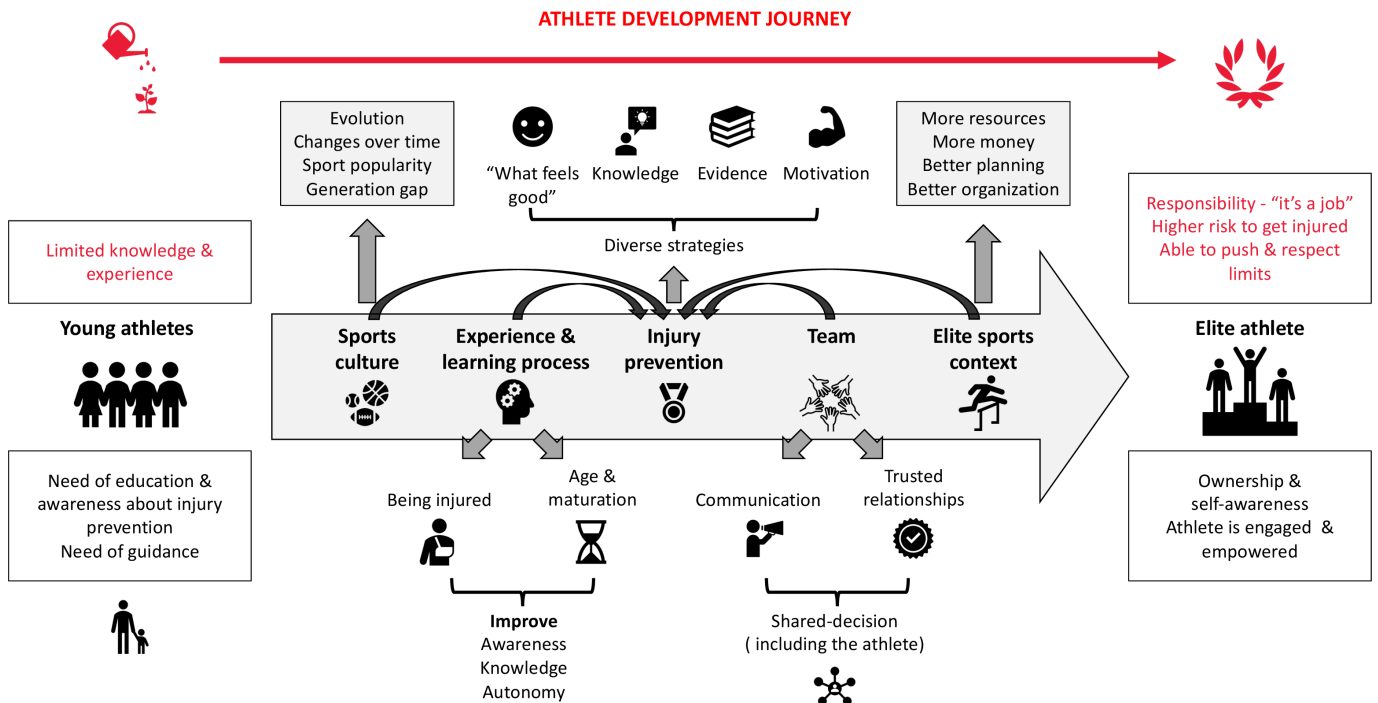 ATHLETE DEVELOPMENT JOURNEY
Evolution
Changes over time
Sport popularity
Generation gap
“What feels
good”
Knowledge
Evidence
Motivation
Diverse strategies
More resources
More money
Better planning
Better organization
Limited knowledge &
experience
Young athletes
Need of education &
awareness about injury
prevention
Need of guidance
Sports
culture
Experience &
learning process
Injury
prevention
Team
Elite sports
context
Responsibility - “it’s a job”
Higher risk to get injured
Able to push & respect
limits
Elite athlete
Ownership &
self-awareness
Athlete is engaged &
empowered
Being injured
Age &
maturation
Improve
Awareness
Knowledge
Autonomy
Communication
Trusted
relationships
Shared-decision
( including the athlete)